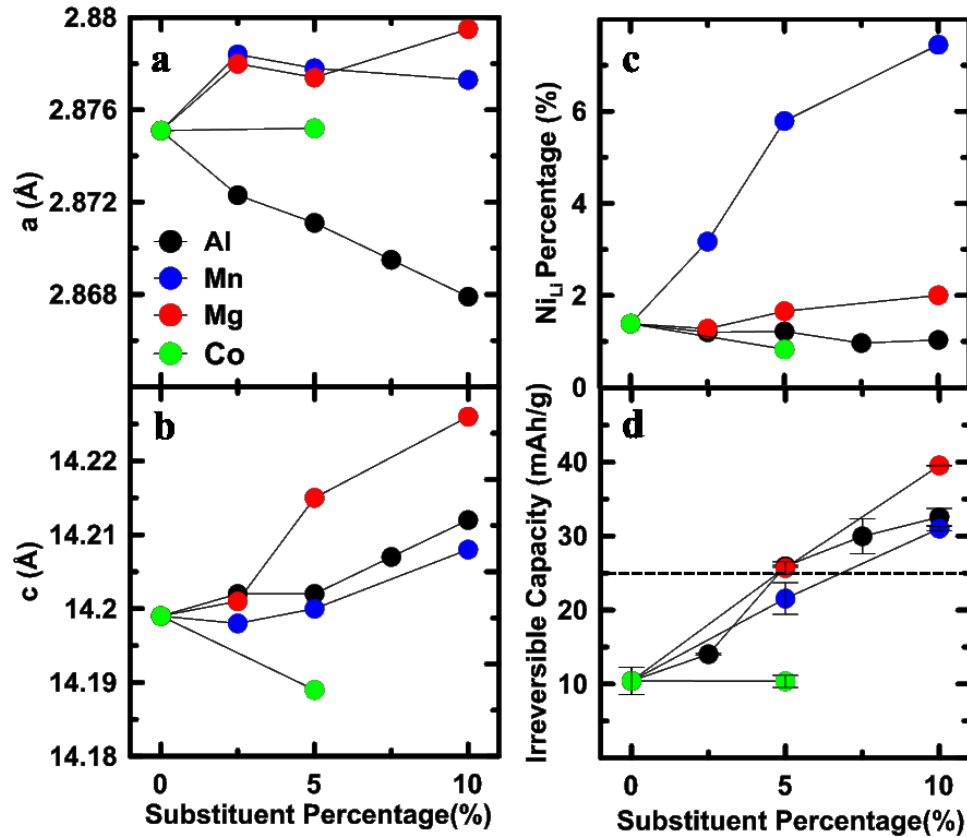 a
2.88
2.876
2.872
2.868
a (Å)
Al
Mn
Mg
Co
b
14.22
14.21
14.2
14.19
14.18
c (Å)
0
5
10
Substituent Percentage(%)
c
6
4
2
0
Ni_Li Percentage (%)
d
40
30
20
10
Irreversible Capacity (mAh/g)
0
5
10
Substituent Percentage(%)